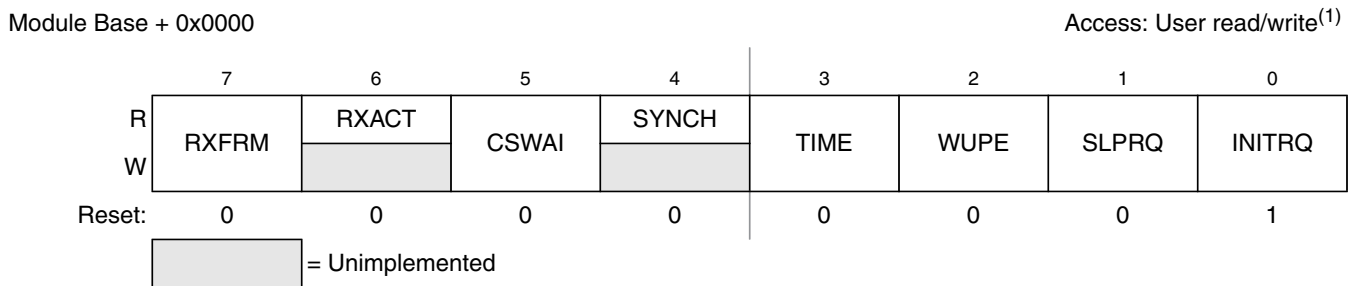 Module Base + 0x0000 Access: User read/write(1)
7 6 5 4 3 2 1 0
R RXFRM RXACT CSWAI SYNCH TIME WUPE SLPRQ INITRQ
W
Reset: 0 0 0 0 0 0 0 1
= Unimplemented